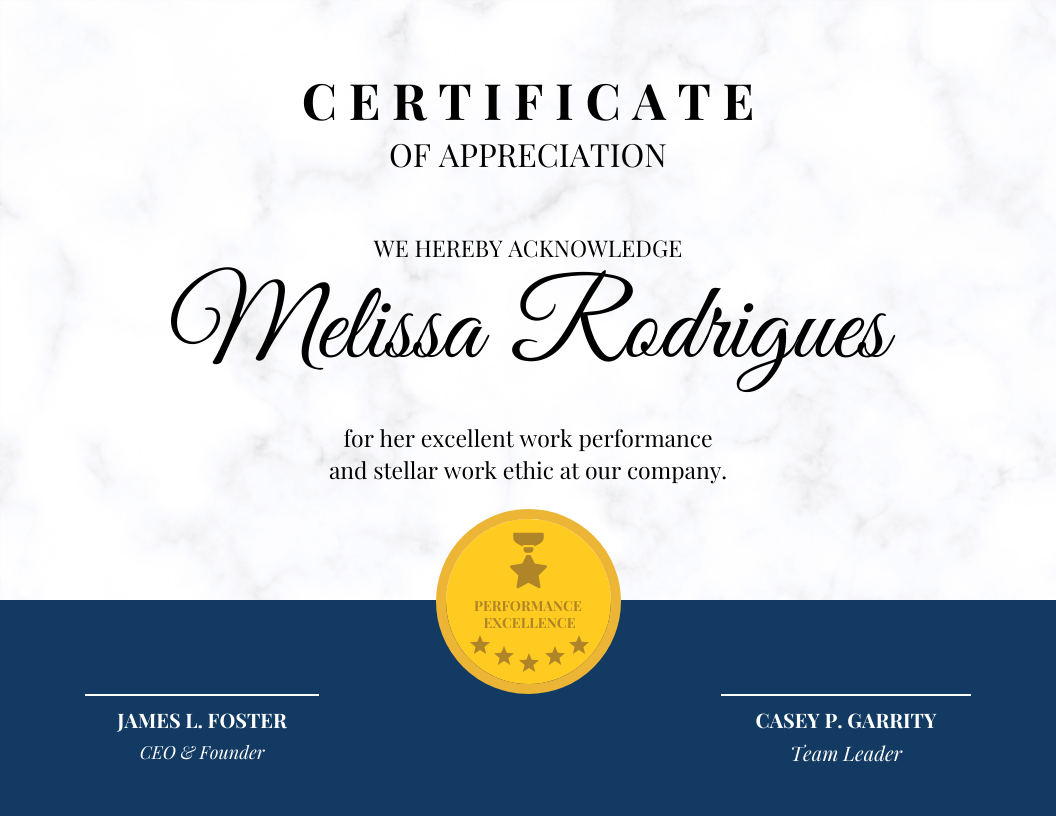 CERTIFICATE
OF APPRECIATION
WE HEREBY ACKNOWLEDGE
Melissa Rodrigues
for her excellent work performance
and stellar work ethic at our company.
PERFORMANCE
EXCELLENCE
JAMES L. FOSTER
CEO & Founder
CASEY P. GARRITY
Team Leader